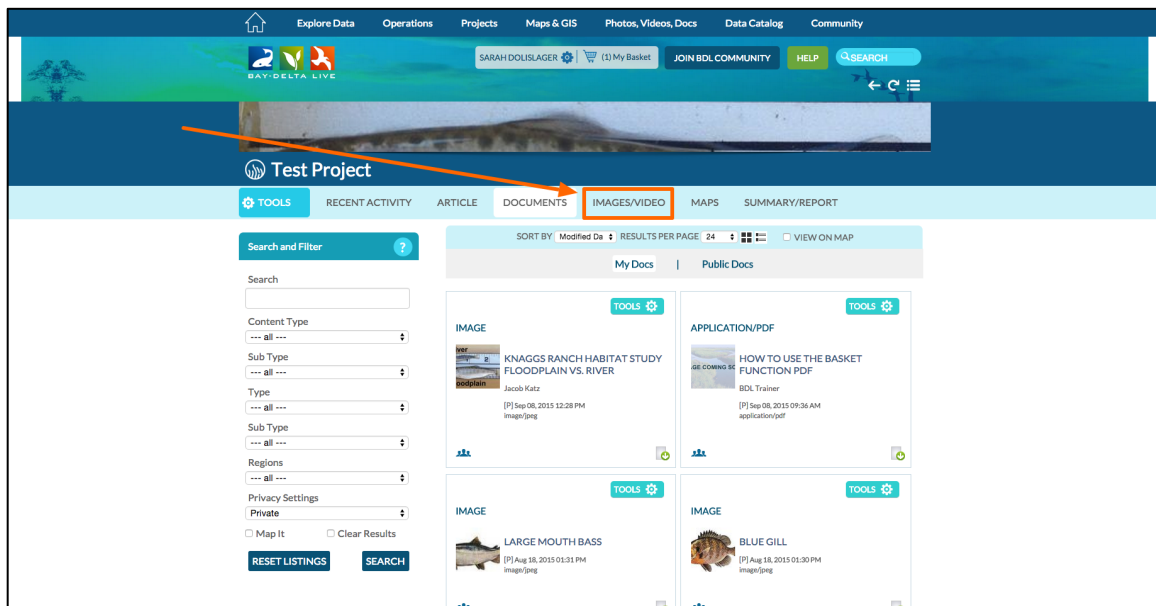 Explore Data Operations Projects Maps & GIS Photos, Videos, Docs Data Catalog Community
BAY-DELTA LIVE
SARAH DOLISLAGER (1) My Basket JOIN BDL COMMUNITY HELP SEARCH
Test Project
TOOLS RECENT ACTIVITY ARTICLE DOCUMENTS IMAGES/VIDEO MAPS SUMMARY/REPORT
Search and Filter ?
SORT BY Modified Da RESULTS PER PAGE 24 VIEW ON MAP
My Docs | Public Docs
Search
Content Type
--- all ---
Sub Type
--- all ---
Type
--- all ---
Sub Type
--- all ---
Regions
--- all ---
Privacy Settings
Private
Map It Clear Results
RESET LISTINGS SEARCH
TOOLS
IMAGE
KNAGGS RANCH HABITAT STUDY
FLOODPLAIN VS. RIVER
Jacob Katz
[P] Sep 08, 2015 12:28 PM
image/jpeg
iver
oodplain
TOOLS
APPLICATION/PDF
GE COMING SO
HOW TO USE THE BASKET
FUNCTION PDF
BDL Trainer
[P] Sep 08, 2015 09:36 AM
application/pdf
TOOLS
IMAGE
LARGE MOUTH BASS
[P] Aug 18, 2015 01:31 PM
image/jpeg
TOOLS
IMAGE
BLUE GILL
[P] Aug 18, 2015 01:30 PM
image/jpeg